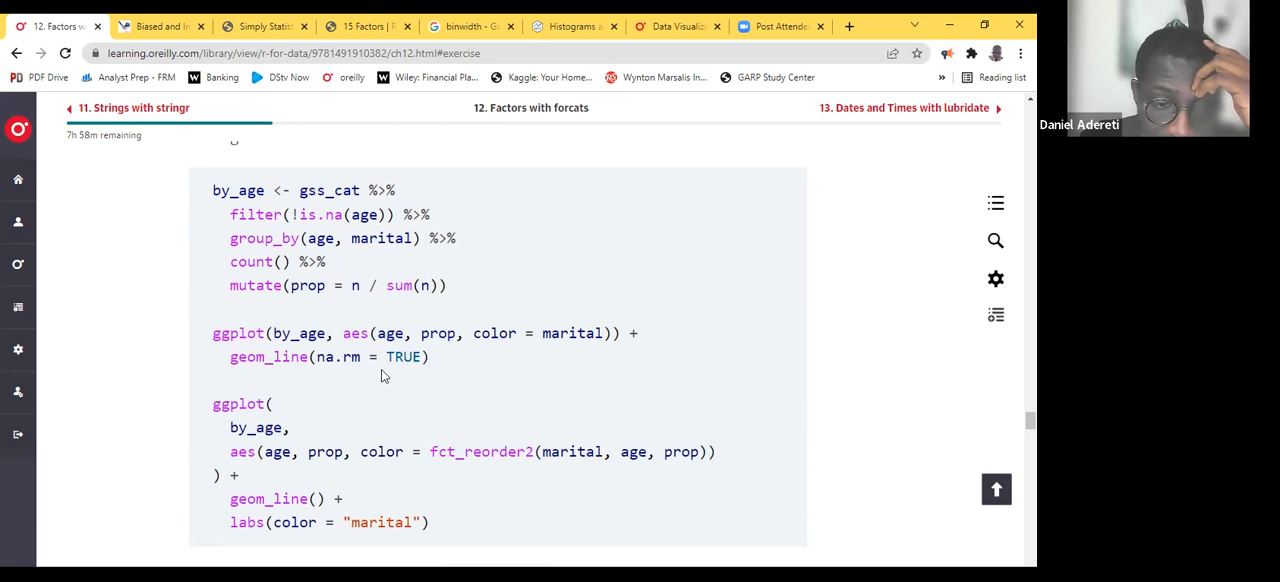 12. Factors w
Biased and In
Simply Statist
15 Factors | R
binwidth - Go
Histograms a
Data Visualiz
Post Attende
learning.oreilly.com/library/view/r-for-data/9781491910382/ch12.html#exercise
PDF Drive
Analyst Prep - FRM
Banking
DStv Now
oreilly
Wiley: Financial Pla...
Kaggle: Your Home...
Wynton Marsalis in...
GARP Study Center
»
Reading list
11. Strings with stringr
12. Factors with forcats
13. Dates and Times with lubridate
7h 58m remaining
Daniel Adereti
by_age <- gss_cat %>%
filter(!is.na(age)) %>%
group_by(age, marital) %>%
count() %>%
mutate(prop = n / sum(n))
ggplot(by_age, aes(age, prop, color = marital)) +
geom_line(na.rm = TRUE)
ggplot(
by_age,
aes(age, prop, color = fct_reorder2(marital, age, prop))
) +
geom_line() +
labs(color = "marital")